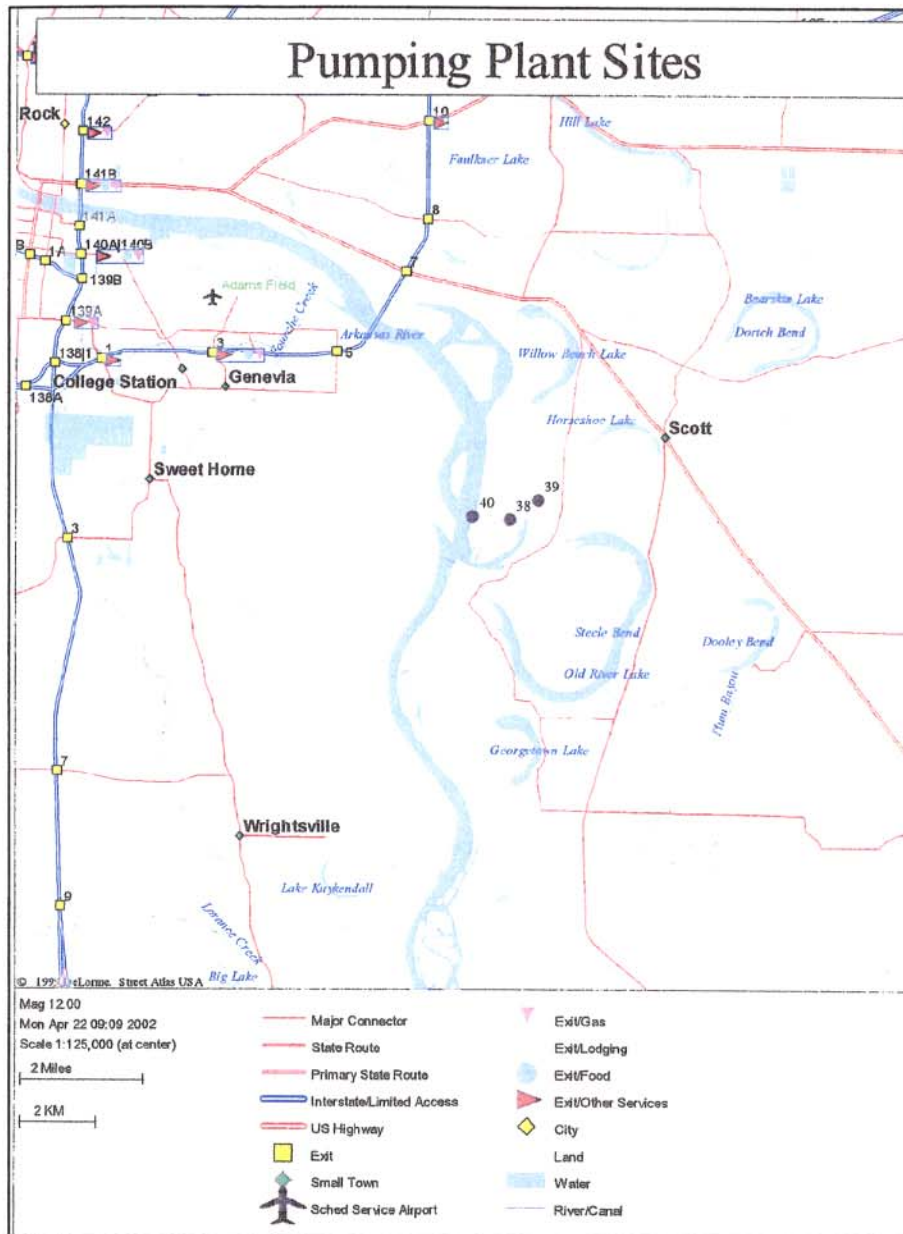 Pumping Plant Sites
Rock
142
10
Hill Lake
Faulkner Lake
141B
141A
8
B
1A
140A
140B
139B
7
Adams Field
Bearskin Lake
Dortch Bend
139A
Arkansas River
Willow Beach Lake
138
1
1
3
5
College Station
Genevia
138A
Horseshoe Lake
Scott
Sweet Home
39
40
38
3
Steele Bend
Dooley Bend
Old River Lake
Plum Bayou
Georgetown Lake
7
Wrightsville
Lake Kuykendall
9
Lorance Creek
Big Lake
Street Atlas USA
Mag 12.00
Mon Apr 22 09:09 2002
Scale 1:125,000 (at center)
2 Miles
2 KM
Major Connector
State Route
Primary State Route
Interstate/Limited Access
US Highway
Exit
Small Town
Sched Service Airport
Exit/Gas
Exit/Lodging
Exit/Food
Exit/Other Services
City
Land
Water
River/Canal